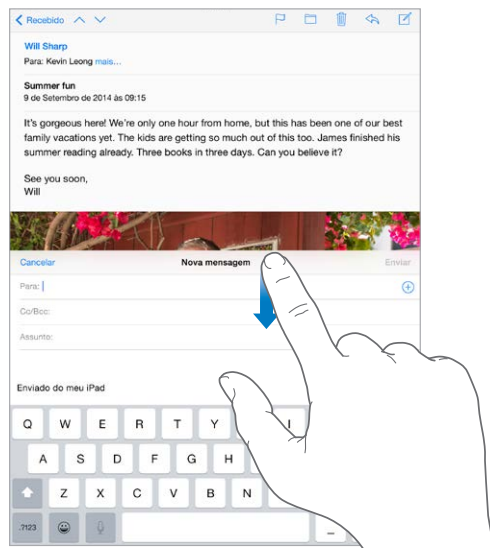 Recebido
Will Sharp
Para: Kevin Leong mais...
Summer fun
9 de Setembro de 2014 às 09:15
It's gorgeous here! We're only one hour from home, but this has been one of our best
family vacations yet. The kids are getting so much out of this too. James finished his
summer reading already. Three books in three days. Can you believe it?
See you soon,
Will
Cancelar Nova mensagem Enviar
Para:
Cc/Bcc:
Assunto:
Enviado do meu iPad
Q W E R T Y I
A S D F G H
Z X C V B N
.?123 _